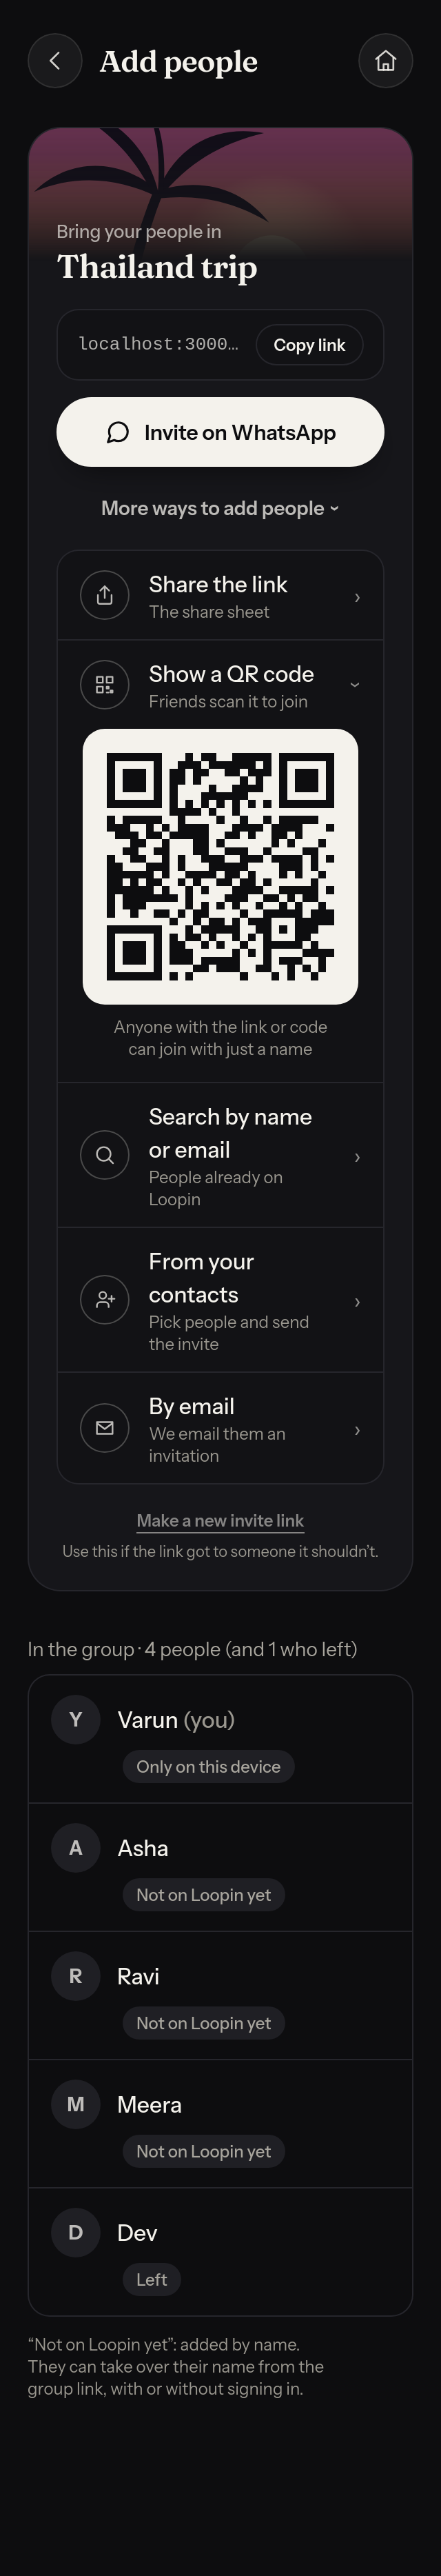 Add people
Bring your people in
Thailand trip
localhost:3000…
Copy link
Invite on WhatsApp
More ways to add people
Share the link
The share sheet
Show a QR code
Friends scan it to join
Anyone with the link or code
can join with just a name
Search by name
or email
People already on
Loopin
From your
contacts
Pick people and send
the invite
By email
We email them an
invitation
Make a new invite link
Use this if the link got to someone it shouldn’t.
In the group · 4 people (and 1 who left)
Y
Varun (you)
Only on this device
A
Asha
Not on Loopin yet
R
Ravi
Not on Loopin yet
M
Meera
Not on Loopin yet
D
Dev
Left
“Not on Loopin yet”: added by name.
They can take over their name from the
group link, with or without signing in.